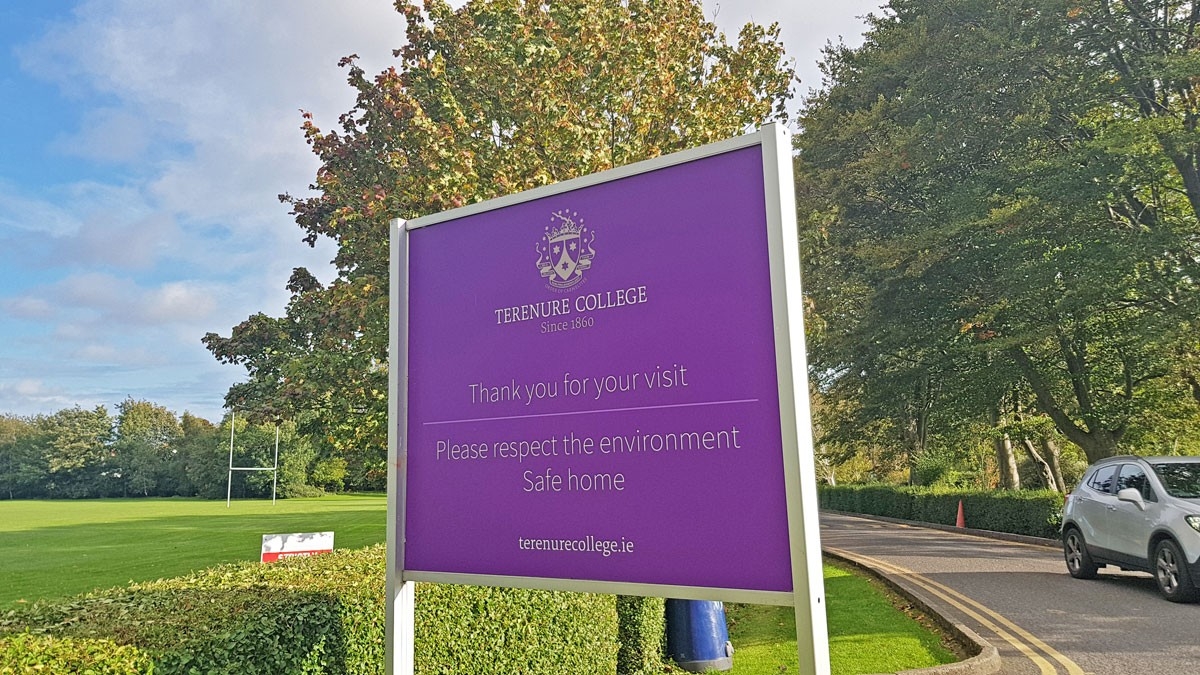 TERENURE COLLEGE
Since 1860
Thank you for your visit
Please respect the environment
Safe home
terenurecollege.ie